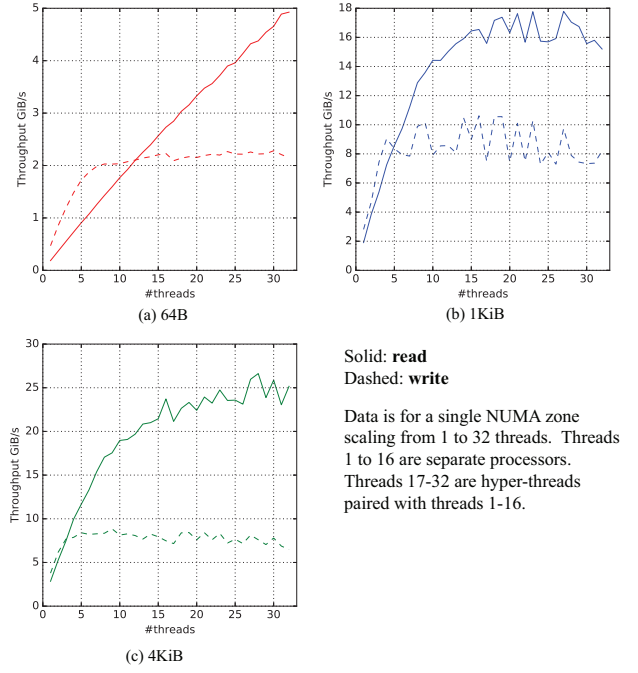 5
4
3
2
1
0
Throughput GiB/s
0 5 10 15 20 25 30
#threads
(a) 64B
18
16
14
12
10
8
6
4
2
0
Throughput GiB/s
0 5 10 15 20 25 30
#threads
(b) 1KiB
30
25
20
15
10
5
0
Throughput GiB/s
0 5 10 15 20 25 30
#threads
(c) 4KiB
Solid: read
Dashed: write
Data is for a single NUMA zone
scaling from 1 to 32 threads. Threads
1 to 16 are separate processors.
Threads 17-32 are hyper-threads
paired with threads 1-16.